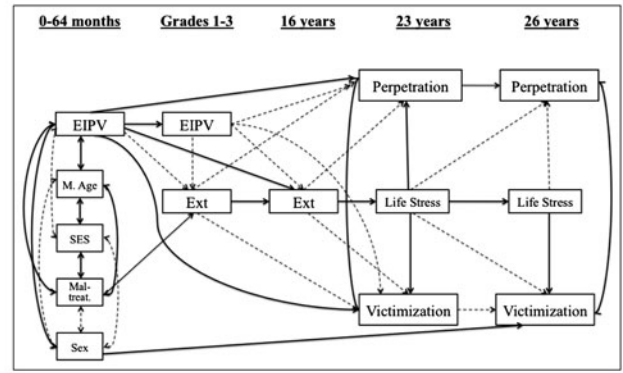 0-64 months Grades 1-3 16 years 23 years 26 years
Perpetration Perpetration
EIPV EIPV
M. Age
Ext Ext Life Stress Life Stress
SES
Mal-
treat.
Victimization Victimization
Sex